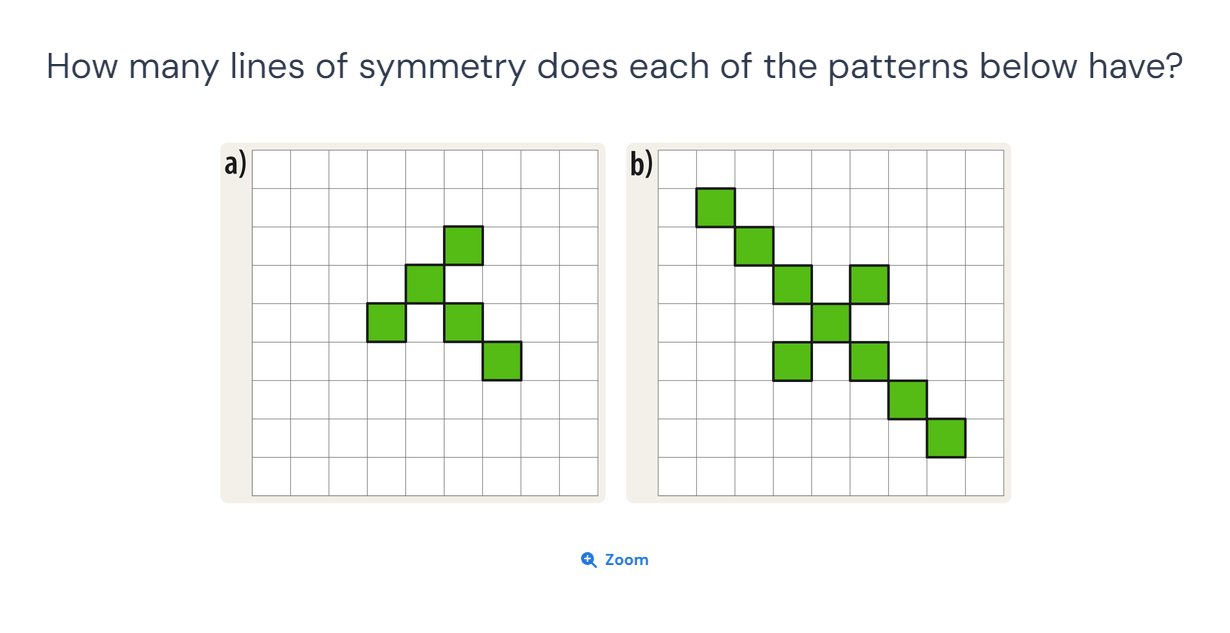 How many lines of symmetry does each of the patterns below have?
a)
b)
Zoom